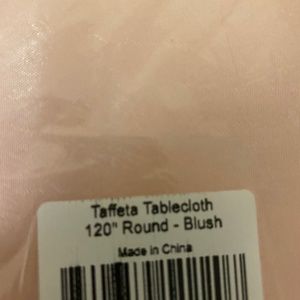 Taffeta Tablecloth
120" Round - Blush
Made in China